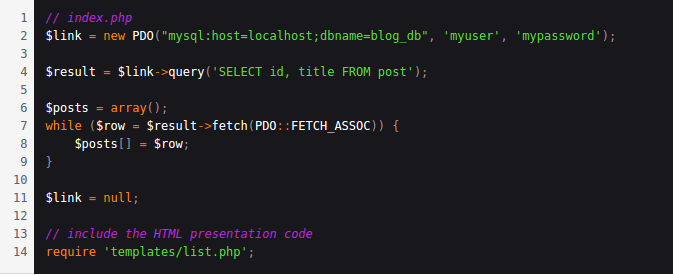 1 // index.php
2 $link = new PDO("mysql:host=localhost;dbname=blog_db", 'myuser', 'mypassword');
3
4 $result = $link->query('SELECT id, title FROM post');
5
6 $posts = array();
7 while ($row = $result->fetch(PDO::FETCH_ASSOC)) {
8     $posts[] = $row;
9 }
10
11 $link = null;
12
13 // include the HTML presentation code
14 require 'templates/list.php';